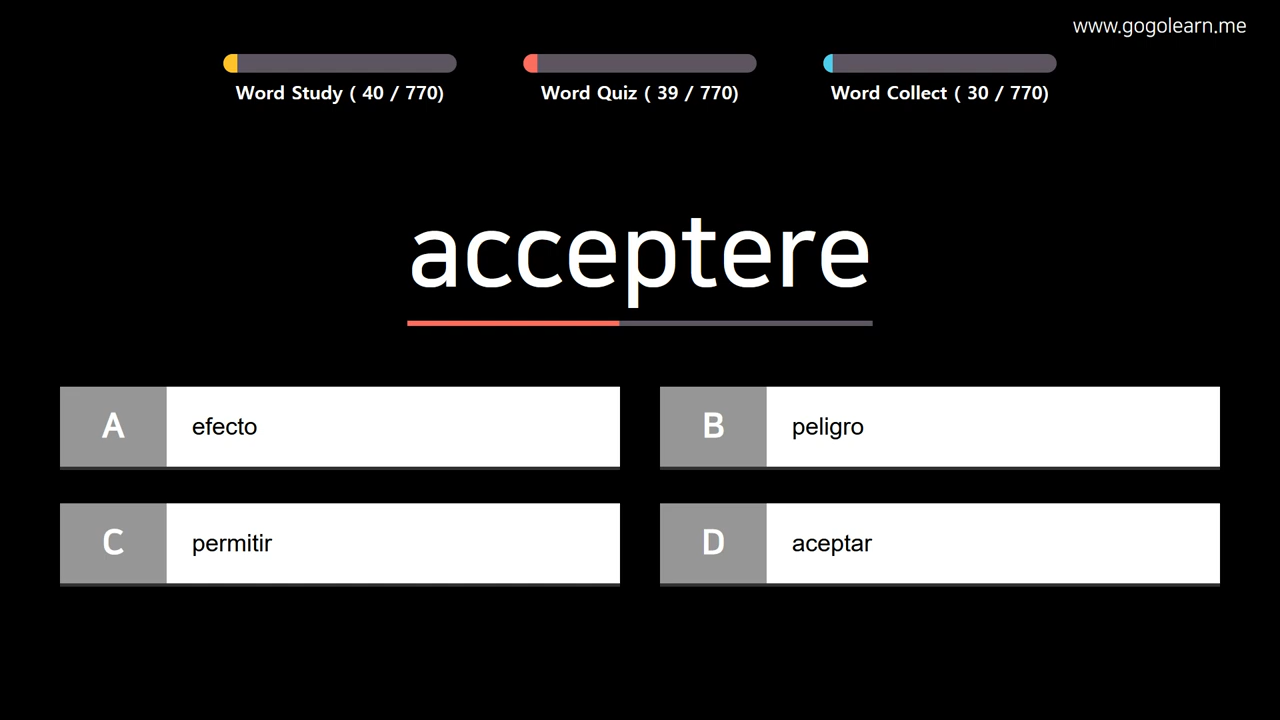 www.gogolearn.me
Word Study ( 40 / 770)
Word Quiz ( 39 / 770)
Word Collect ( 30 / 770)
acceptere
A efecto
B peligro
C permitir
D aceptar